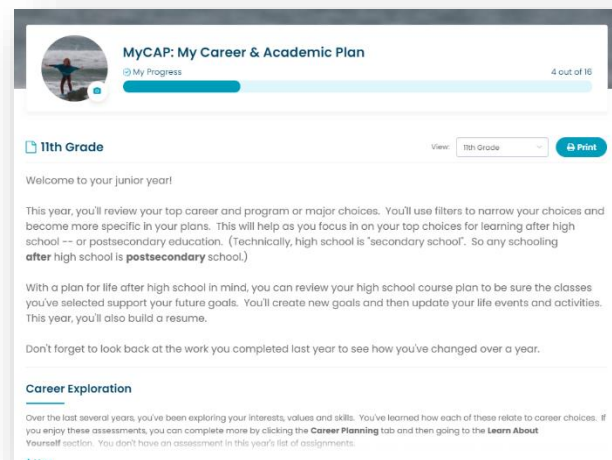 MyCAP: My Career & Academic Plan
My Progress
4 out of 16
11th Grade
View:
11th Grade
Print
Welcome to your junior year!
This year, you'll review your top career and program or major choices. You'll use filters to narrow your choices and
become more specific in your plans. This will help as you focus in on your top choices for learning after high
school -- or postsecondary education. (Technically, high school is "secondary school". So any schooling
after high school is postsecondary school.)
With a plan for life after high school in mind, you can review your high school course plan to be sure the classes
you've selected support your future goals. You'll create new goals and then update your life events and activities.
This year, you'll also build a resume.
Don't forget to look back at the work you completed last year to see how you've changed over a year.
Career Exploration
Over the last several years, you've been exploring your interests, values and skills. You've learned how each of these relate to career choices. If
you enjoy these assessments, you can complete more by clicking the Career Planning tab and then going to the Learn About
Yourself section. You don't have an assessment in this year's list of assignments.